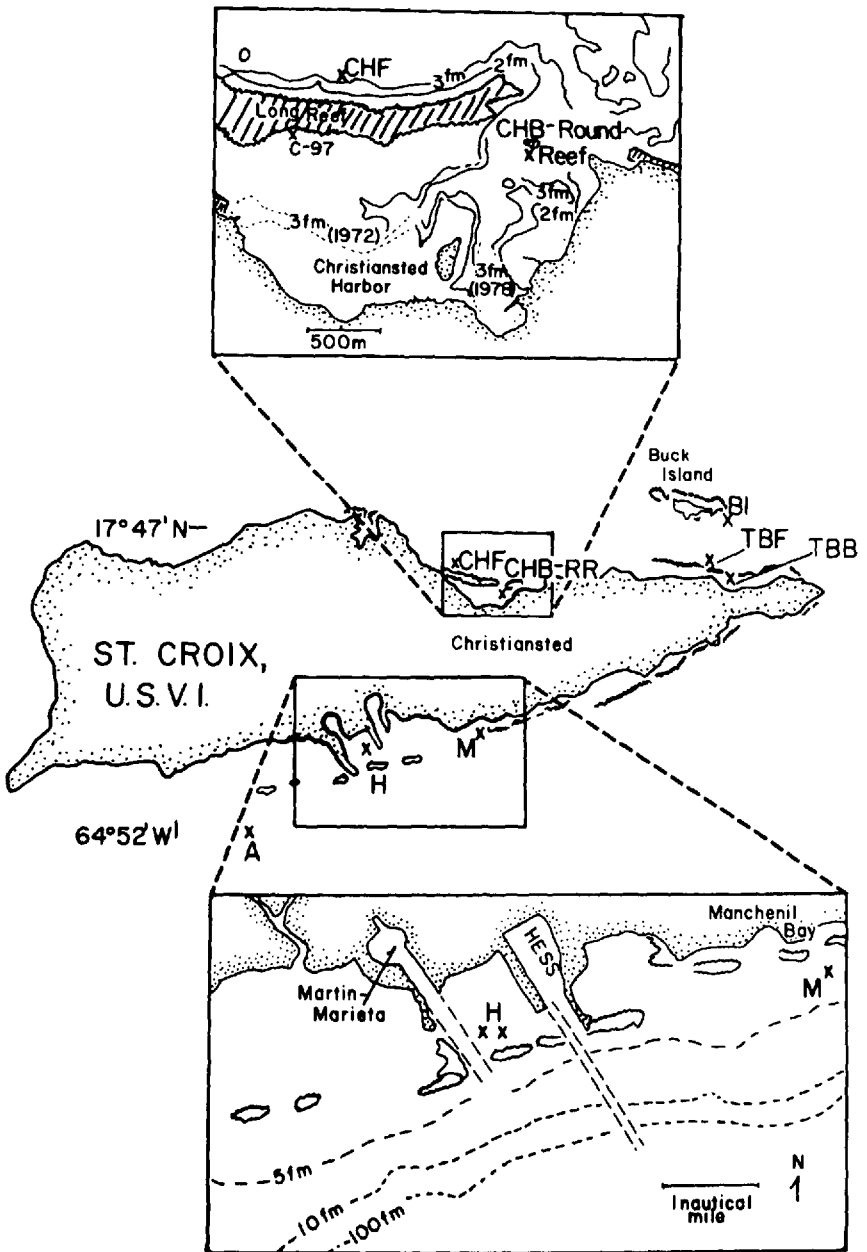 CHF
3fm
2fm
Long Reef
C-97
CHB-Round
Reef
3fm
2fm
3fm
(1972)
Christiansted
Harbor
3fm
(1978)
500m
Buck
Island
BI
17°47'N
TBF
TBB
CHF
CHB-RR
Christiansted
ST. CROIX,
U.S.V.I.
M
H
64°52'W
A
Manchenil
Bay
HESS
Martin-
Marieta
H
M
5fm
10fm
100fm
N
1 nautical
mile